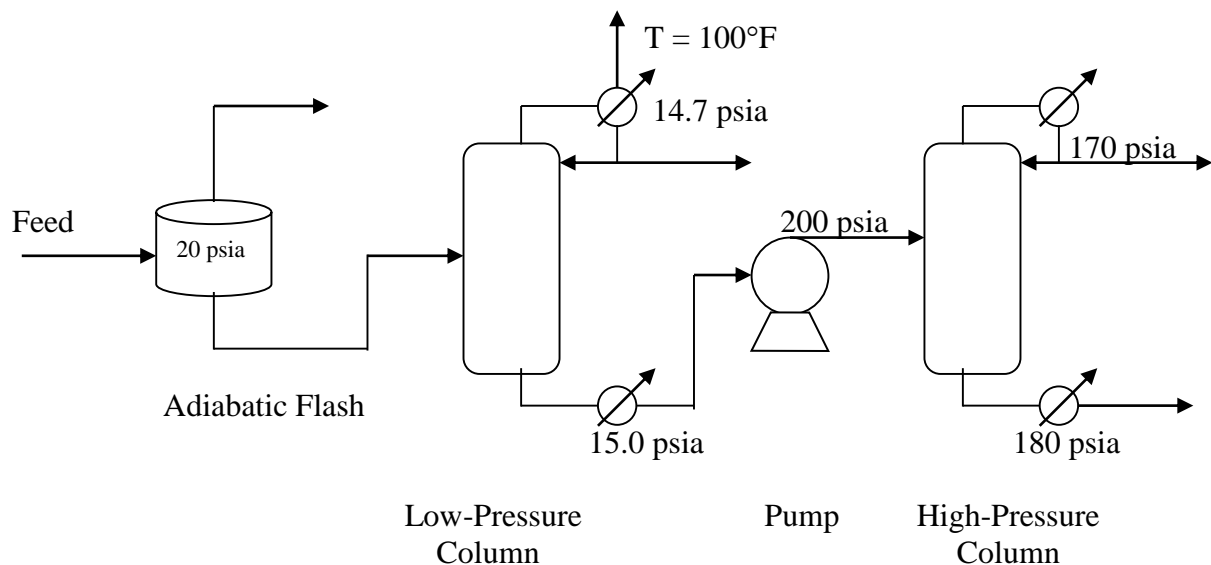 T = 100°F
14.7 psia
170 psia
Feed
20 psia
200 psia
Adiabatic Flash
15.0 psia
180 psia
Low-Pressure
Column
Pump
High-Pressure
Column